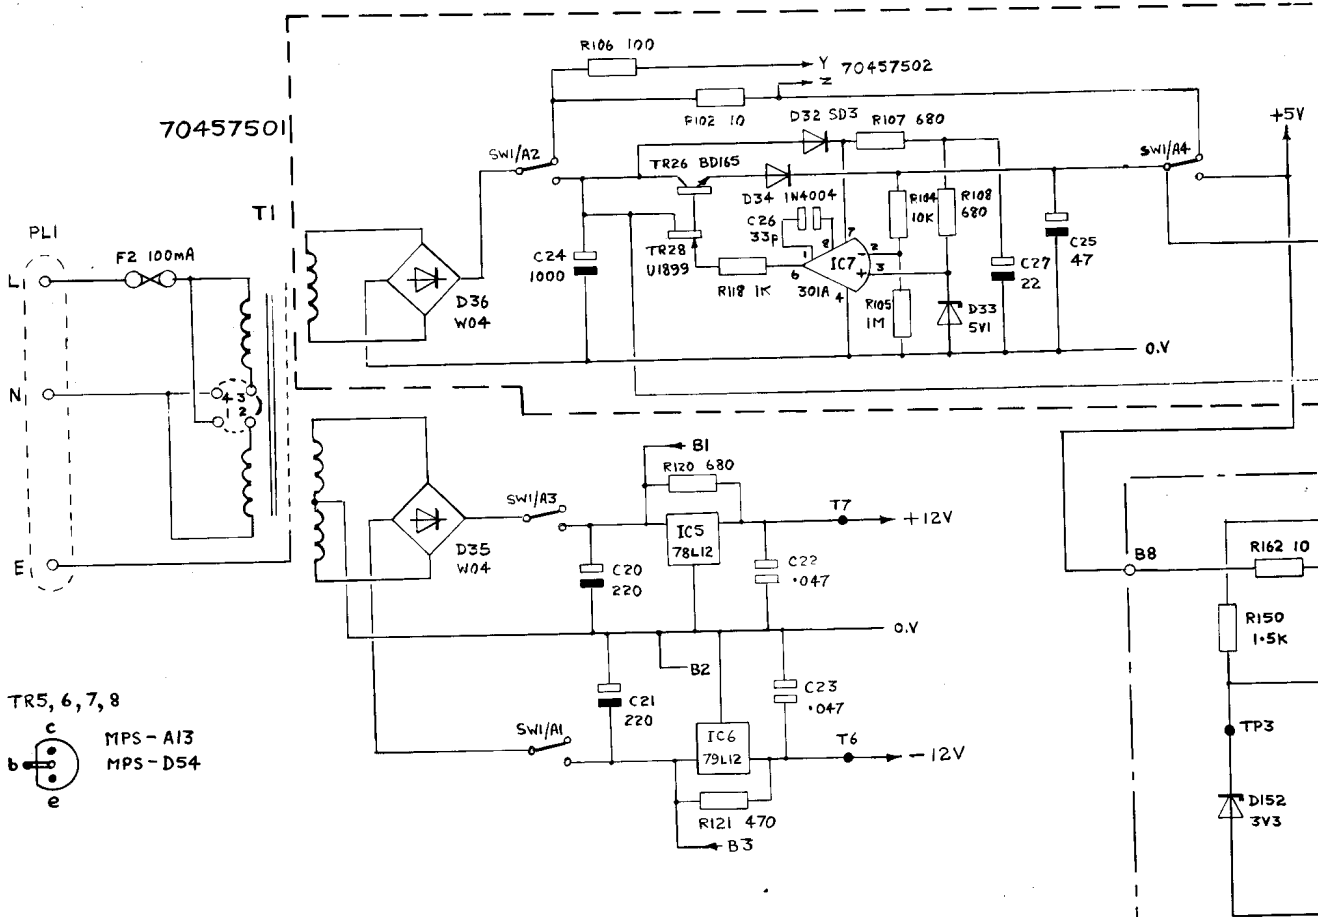 R106 100
Y
Z
70457502
R102 10
D32 SD3
R107 680
+5V
70457501
SW1/A2
TR26 BD165
SW1/A4
D34 1N4004
R104
10K
R108
680
T1
PL1
C26
33p
F2 100mA
C24
1000
TR28
U1899
1
8
7
2
3
6
4
-
+
IC7
301A
C27
22
C25
47
L
R118 1K
R105
1M
D33
5V1
D36
W04
0.V
N
4 3
2
B1
R120 680
SW1/A3
T7
+12V
IC5
78L12
D35
W04
C20
220
C22
.047
B8
R162 10
E
R150
1.5K
0.V
B2
C21
220
C23
.047
TR5, 6, 7, 8
c
b
e
MPS-A13
MPS-D54
SW1/A1
IC6
79L12
T6
-12V
TP3
R121 470
B3
D152
3V3